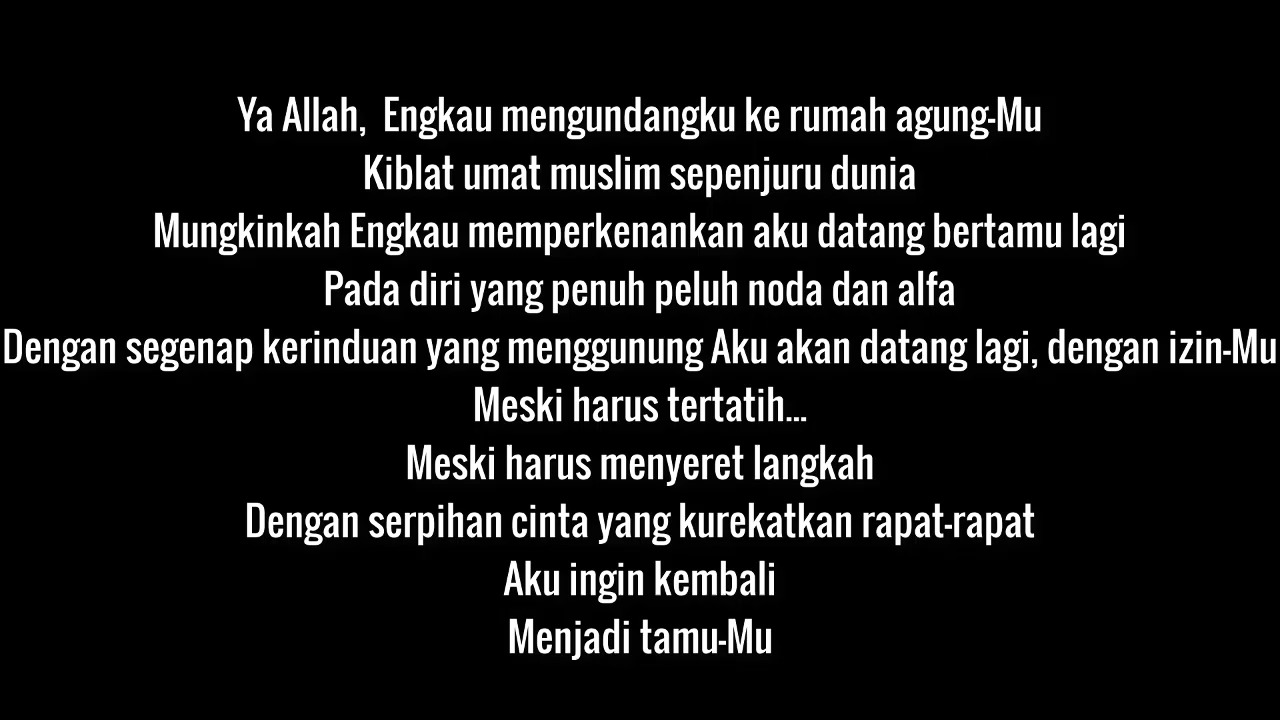 Ya Allah,  Engkau mengundangku ke rumah agung-Mu
Kiblat umat muslim sepenjuru dunia
Mungkinkah Engkau memperkenankan aku datang bertamu lagi
Pada diri yang penuh peluh noda dan alfa
Dengan segenap kerinduan yang menggunung Aku akan datang lagi, dengan izin-Mu
Meski harus tertatih...
Meski harus menyeret langkah
Dengan serpihan cinta yang kurekatkan rapat-rapat
Aku ingin kembali
Menjadi tamu-Mu